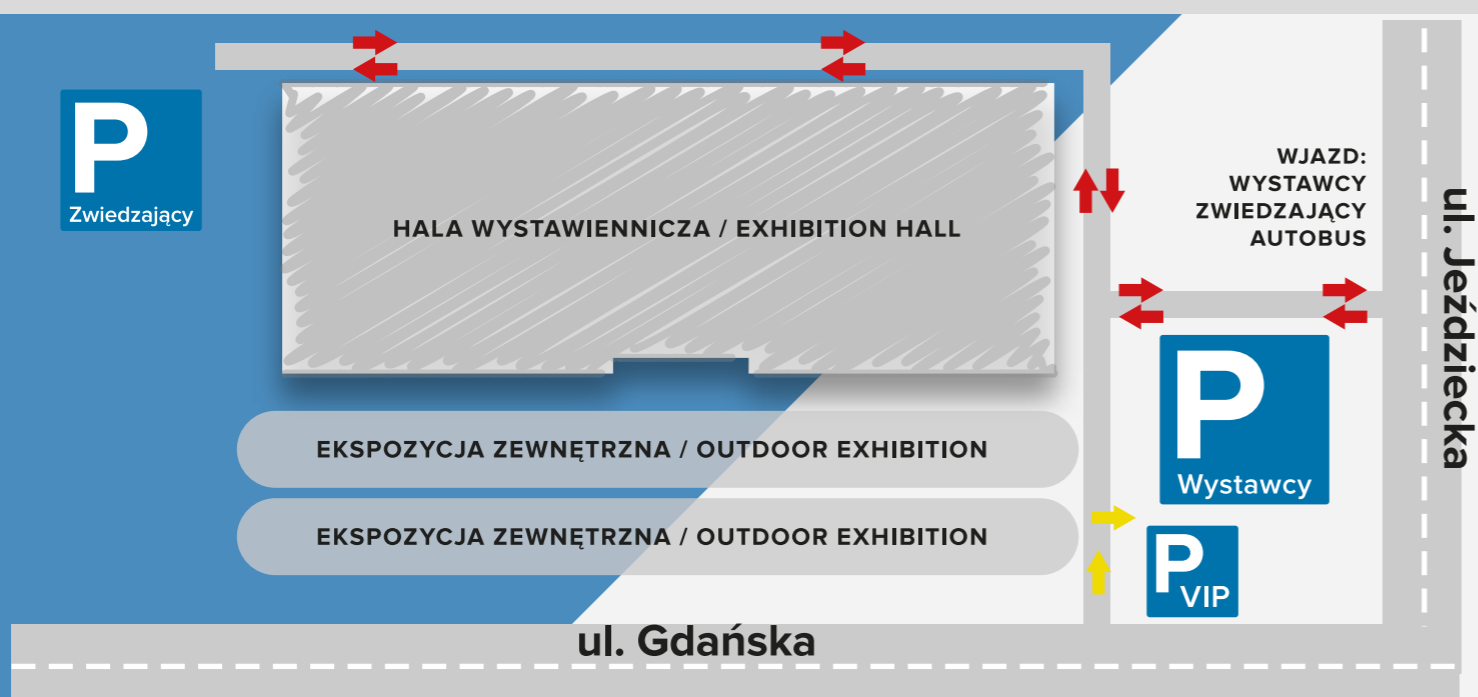 P
Zwiedzający
HALA WYSTAWIENNICZA / EXHIBITION HALL
WJAZD:
WYSTAWCY
ZWIEDZAJĄCY
AUTOBUS
ul. Jeździecka
P
Wystawcy
EKSPOZYCJA ZEWNĘTRZNA / OUTDOOR EXHIBITION
EKSPOZYCJA ZEWNĘTRZNA / OUTDOOR EXHIBITION
P
VIP
ul. Gdańska